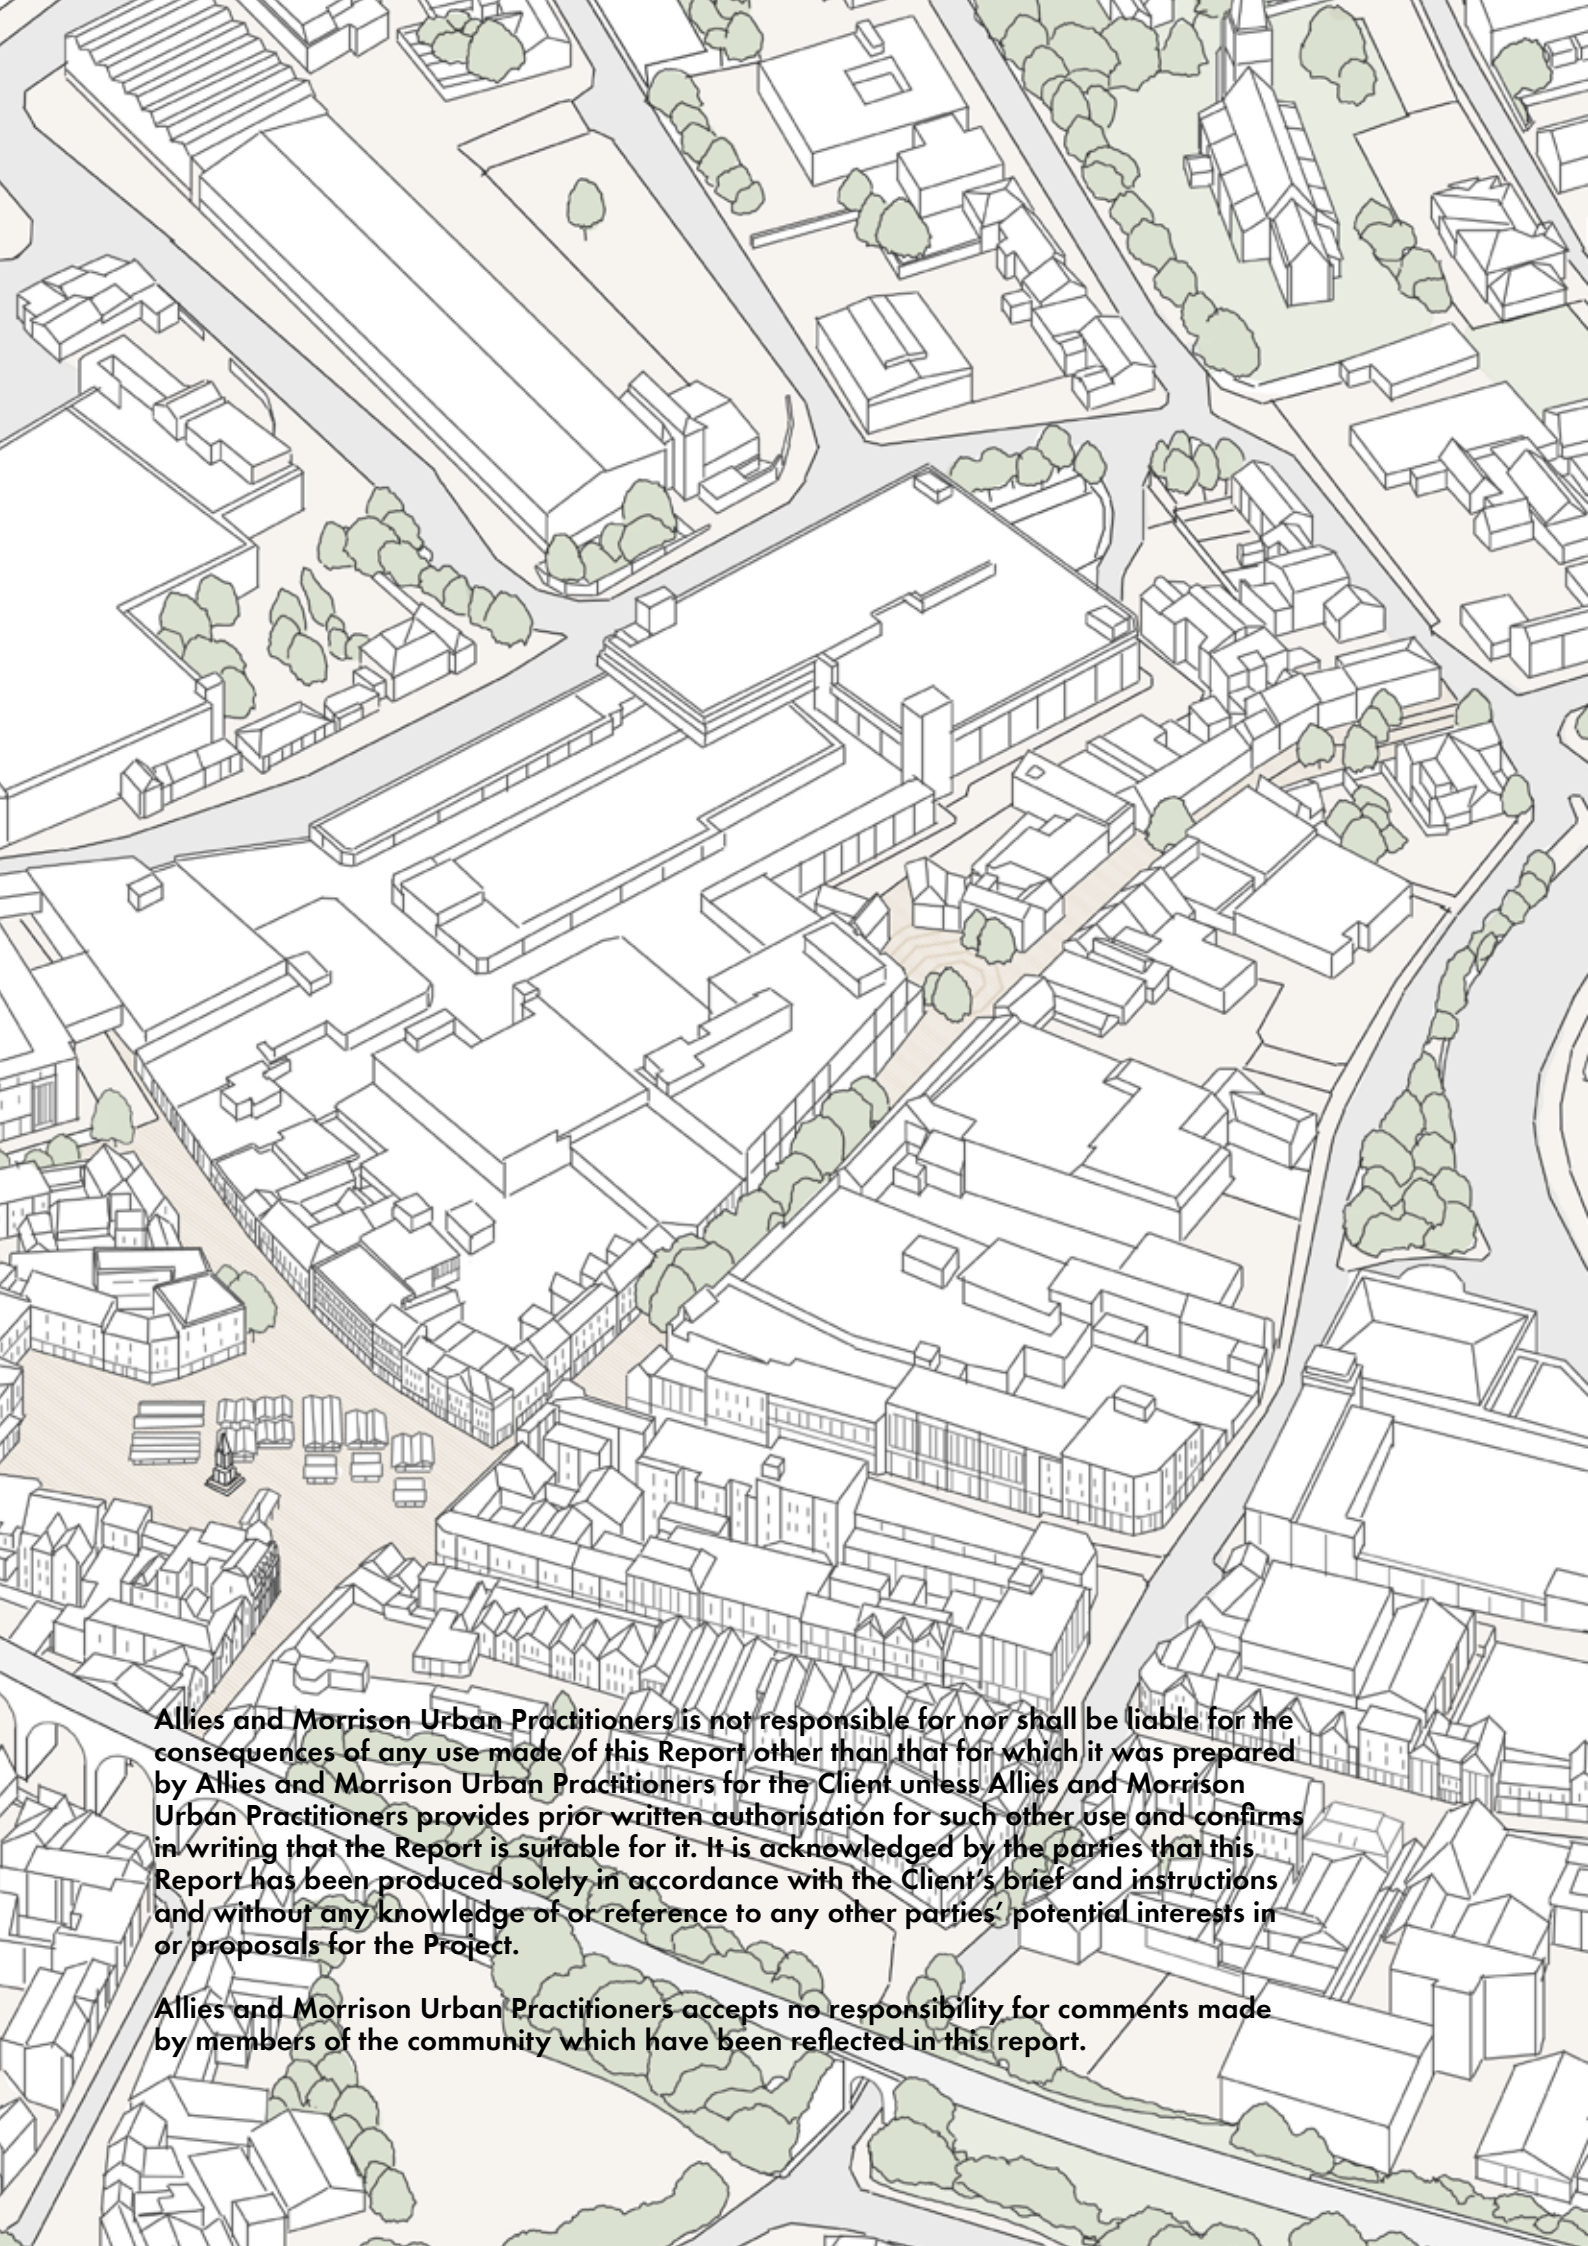 Allies and Morrison Urban Practitioners is not responsible for nor shall be liable for the
consequences of any use made of this Report other than that for which it was prepared
by Allies and Morrison Urban Practitioners for the Client unless Allies and Morrison
Urban Practitioners provides prior written authorisation for such other use and confirms
in writing that the Report is suitable for it. It is acknowledged by the parties that this
Report has been produced solely in accordance with the Client’s brief and instructions
and without any knowledge of or reference to any other parties’ potential interests in
or proposals for the Project.
Allies and Morrison Urban Practitioners accepts no responsibility for comments made
by members of the community which have been reflected in this report.